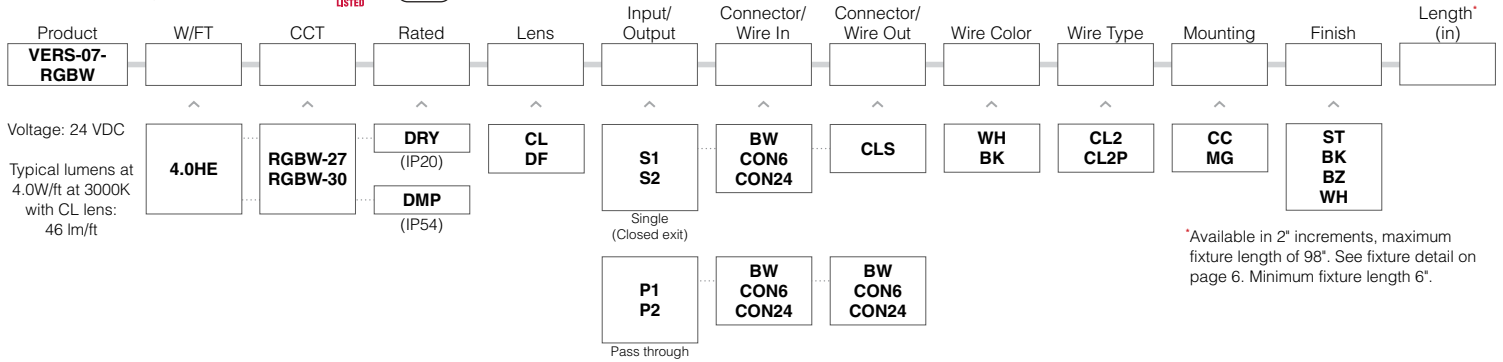 LISTED
Product
W/FT
CCT
Rated
Lens
Input/
Output
Connector/
Wire In
Connector/
Wire Out
Wire Color
Wire Type
Mounting
Finish
Length*
(in)
VERS-07-
RGBW
Voltage: 24 VDC
Typical lumens at
4.0W/ft at 3000K
with CL lens:
46 lm/ft
4.0HE
RGBW-27
RGBW-30
DRY
(IP20)
DMP
(IP54)
CL
DF
S1
S2
Single
(Closed exit)
BW
CON6
CON24
CLS
WH
BK
CL2
CL2P
CC
MG
ST
BK
BZ
WH
P1
P2
Pass through
BW
CON6
CON24
BW
CON6
CON24
*Available in 2" increments, maximum
fixture length of 98". See fixture detail on
page 6. Minimum fixture length 6".